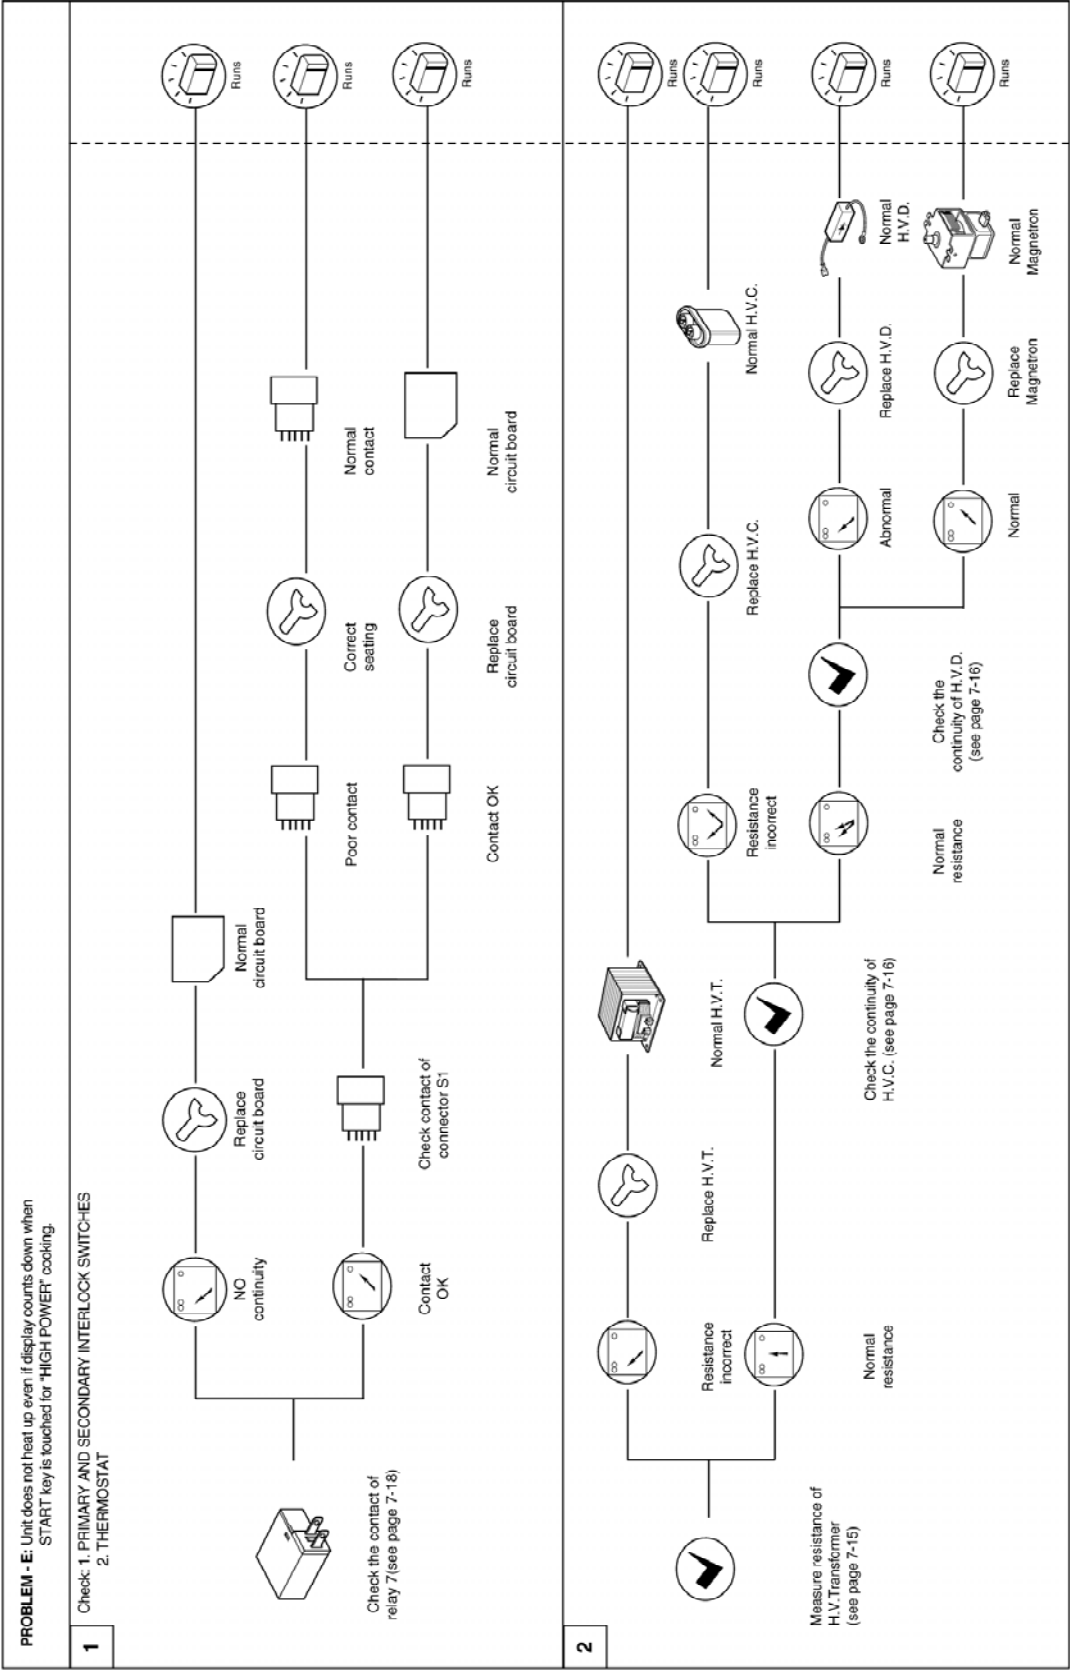 PROBLEM - E: Unit does not heat up even if display counts down when
START key is touched for "HIGH POWER" cooking.
Check: 1. PRIMARY AND SECONDARY INTERLOCK SWITCHES
2. THERMOSTAT
1
Check the contact of
relay 7(see page 7-18)
NO
continuity
Replace
circuit board
Normal
circuit board
Runs
Contact
OK
Check contact of
connector S1
Poor contact
Correct
seating
Normal
contact
Runs
Contact OK
Replace
circuit board
Normal
circuit board
Runs
2
Measure resistance of
H.V.Transformer
(see page 7-15)
Resistance
incorrect
Replace H.V.T.
Normal H.V.T.
Runs
Normal
resistance
Check the continuity of
H.V.C. (see page 7-16)
Resistance
incorrect
Replace H.V.C.
Normal H.V.C.
Runs
Normal
resistance
Check the
continuity of H.V.D.
(see page 7-16)
Abnormal
Replace H.V.D.
Normal
H.V.D.
Runs
Normal
Replace
Magnetron
Normal
Magnetron
Runs